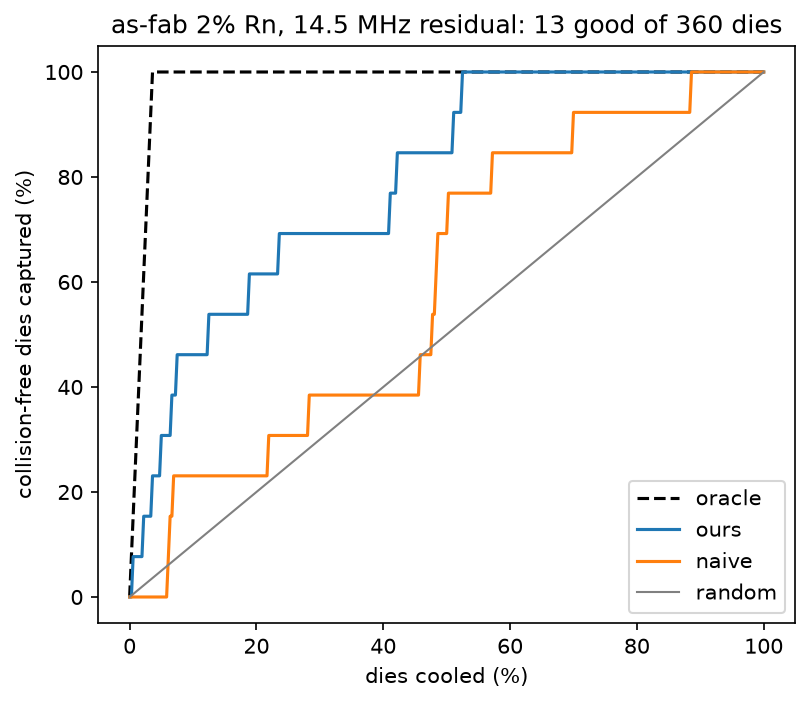 as-fab 2% Rn, 14.5 MHz residual: 13 good of 360 dies
collision-free dies captured (%)
100
80
60
40
20
0
0 20 40 60 80 100
dies cooled (%)
oracle
ours
naive
random